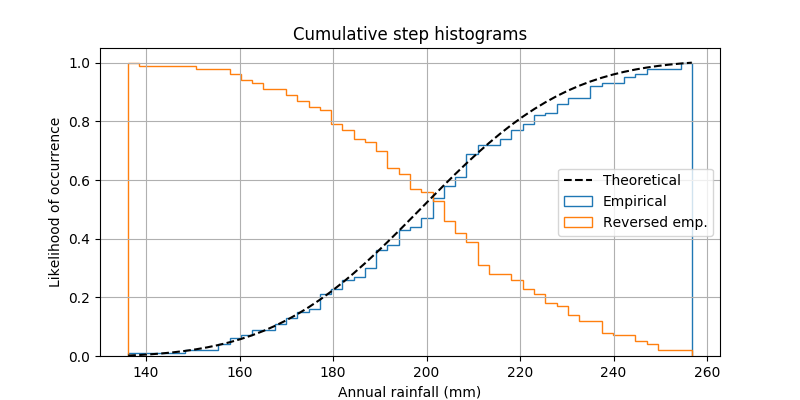 Cumulative step histograms
Likelihood of occurrence
1.0
0.8
0.6
0.4
0.2
0.0
Theoretical
Empirical
Reversed emp.
140 160 180 200 220 240 260
Annual rainfall (mm)